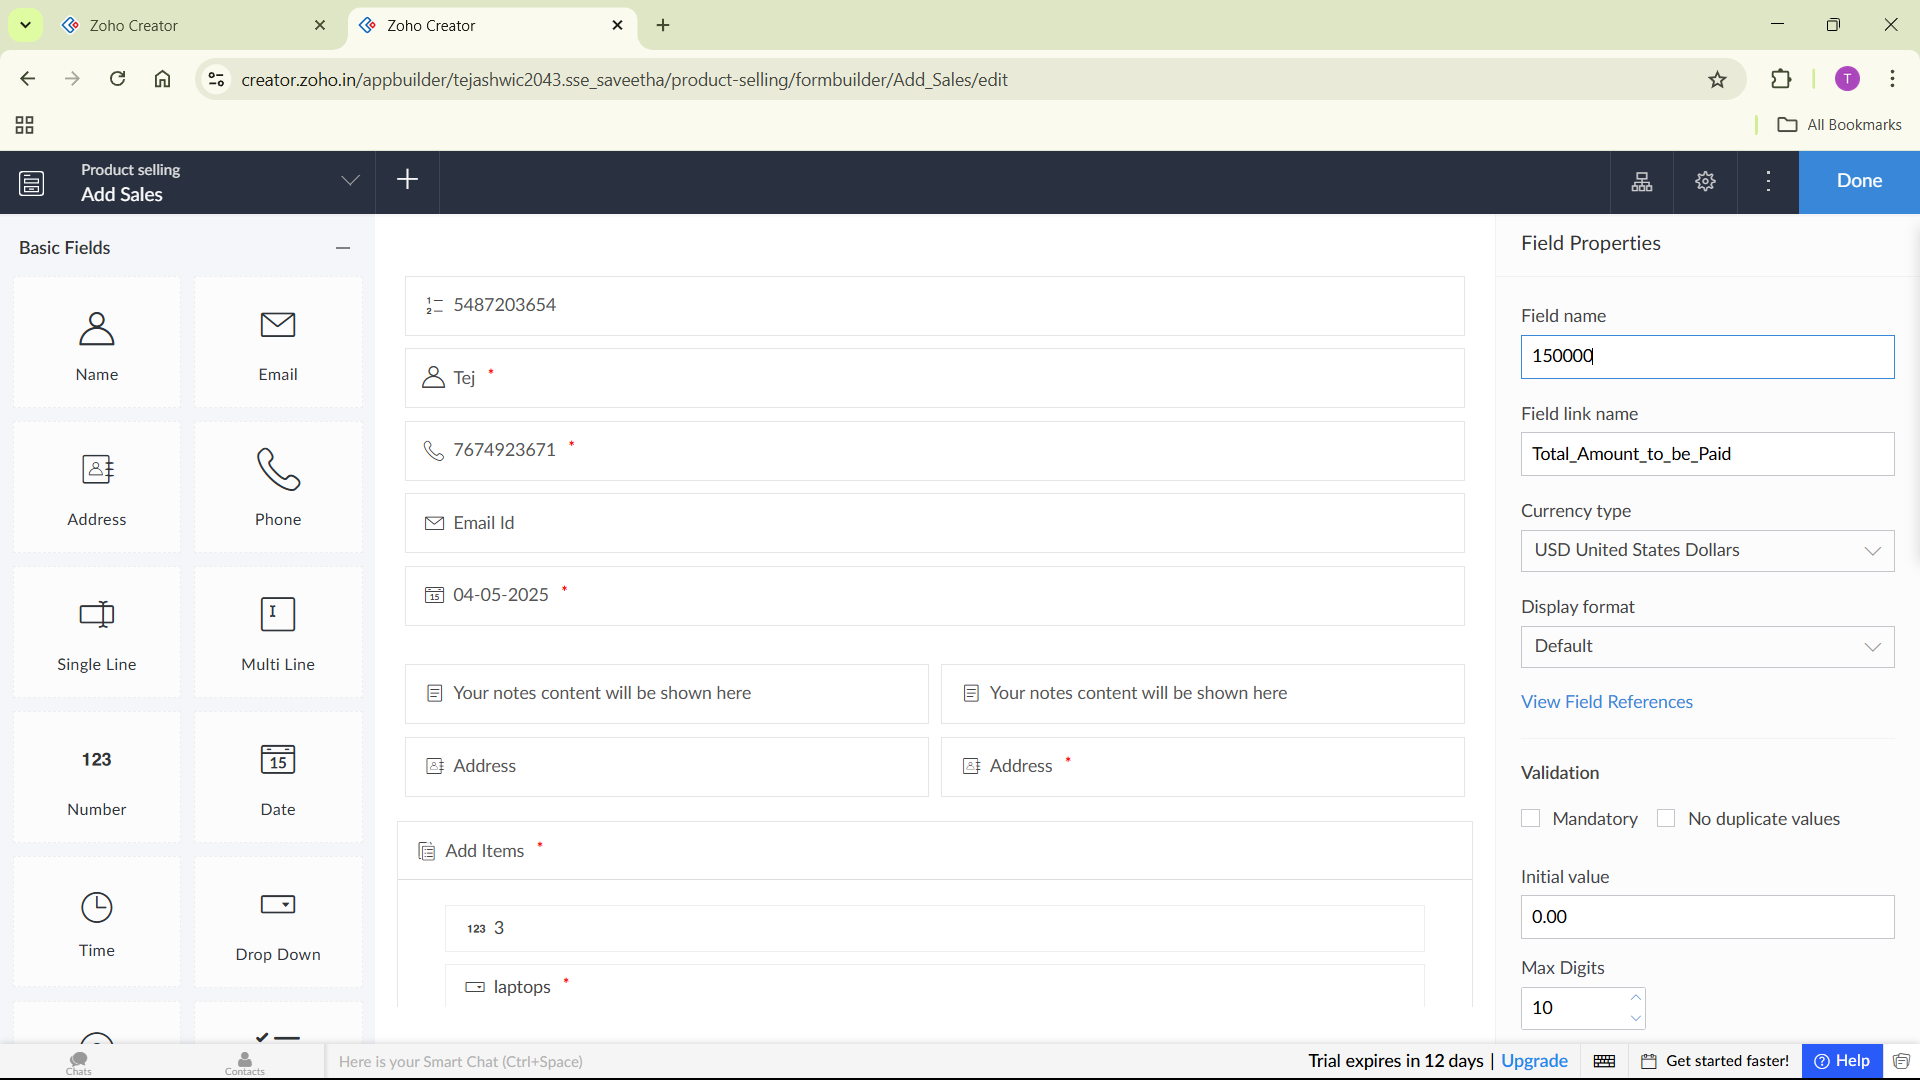 Zoho Creator
Zoho Creator
creator.zoho.in/appbuilder/tejashwic2043.sse_saveetha/product-selling/formbuilder/Add_Sales/edit
T
All Bookmarks
Product selling
Add Sales
Done
Basic Fields
Name
Email
Address
Phone
Single Line
Multi Line
123
Number
15
Date
Time
Drop Down
5487203654
Tej *
7674923671 *
Email Id
15 04-05-2025 *
Your notes content will be shown here
Your notes content will be shown here
Address
Address *
Add Items *
123 3
laptops *
Field Properties
Field name
150000
Field link name
Total_Amount_to_be_Paid
Currency type
USD United States Dollars
Display format
Default
View Field References
Validation
Mandatory
No duplicate values
Initial value
0.00
Max Digits
10
Chats
Contacts
Here is your Smart Chat (Ctrl+Space)
Trial expires in 12 days | Upgrade
Get started faster!
Help